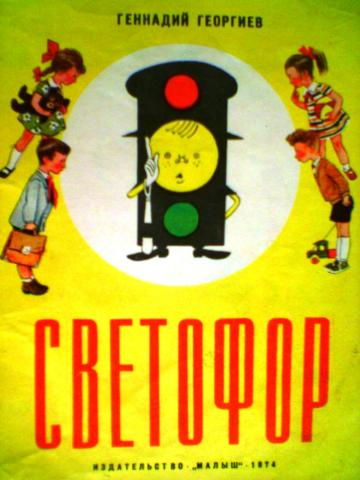 ГЕННАДИЙ ГЕОРГИЕВ
СВЕТОФОР
ИЗДАТЕЛЬСТВО · „МАЛЫШ" · 1974